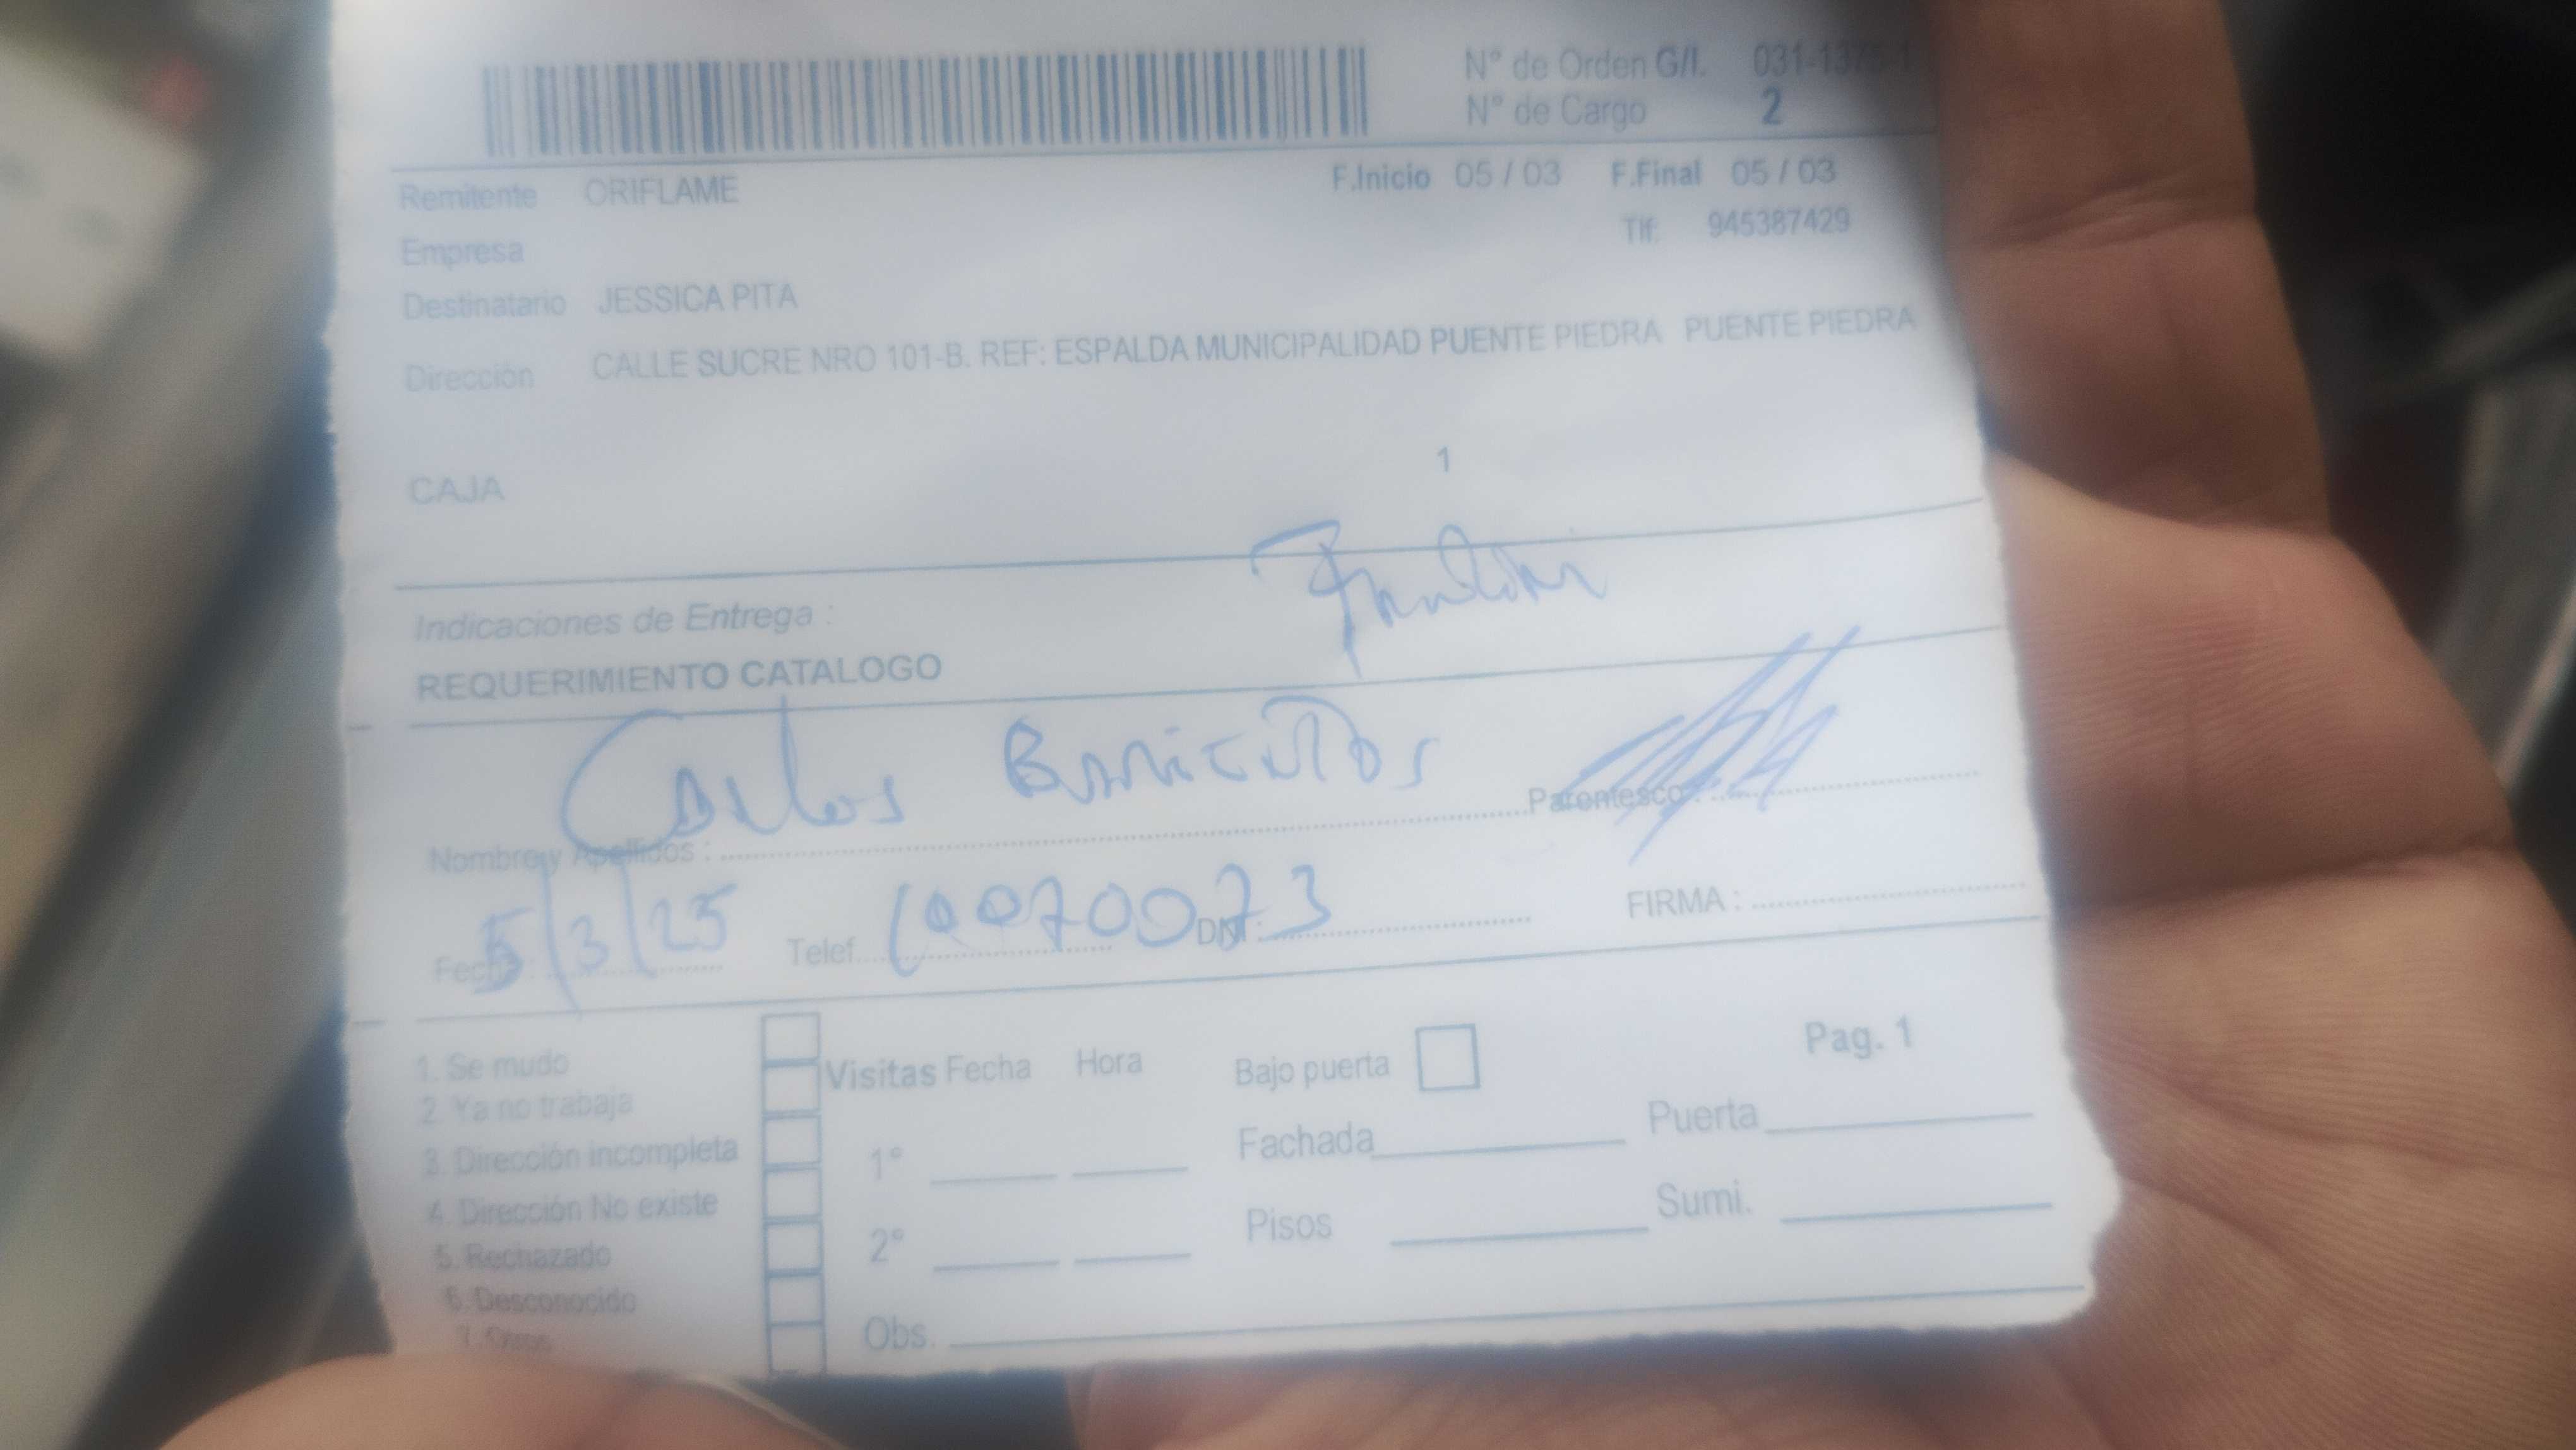 N° de Orden G/I. 031-1375-1
N° de Cargo 2
Remitente ORIFLAME F.Inicio 05 / 03 F.Final 05 / 03
Empresa Tlf: 945387429
Destinatario JESSICA PITA
Dirección CALLE SUCRE NRO 101-B. REF: ESPALDA MUNICIPALIDAD PUENTE PIEDRA PUENTE PIEDRA
CAJA 1
Indicaciones de Entrega :
REQUERIMIENTO CATALOGO
Carlos
Nombre y Apellidos : Parentesco :
Fecha 5/3/25 Telef. DNI : 10070073 FIRMA :
1. Se mudo
2. Ya no trabaja
3. Dirección incompleta
4. Dirección No existe
5. Rechazado
6. Desconocido
Visitas Fecha Hora
1°
2°
Obs.
Bajo puerta Pag. 1
Fachada Puerta
Pisos Sumi.